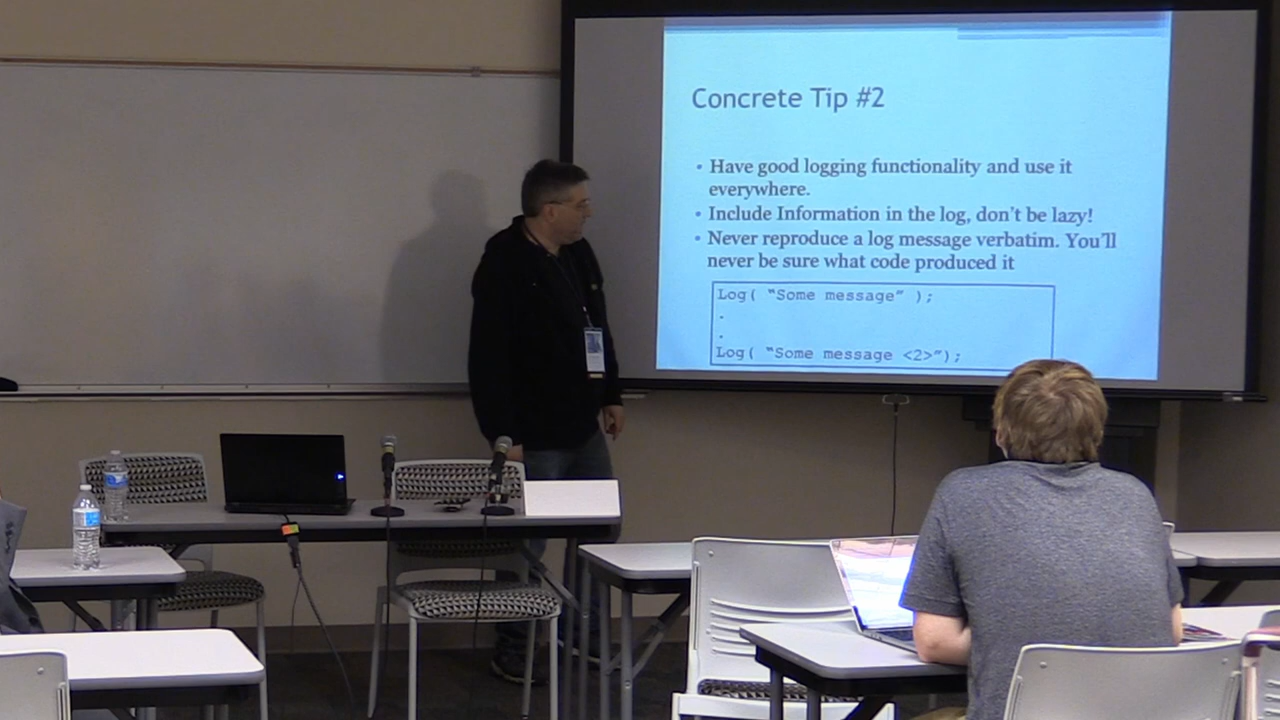 Concrete Tip #2
• Have good logging functionality and use it
everywhere.
• Include Information in the log, don't be lazy!
• Never reproduce a log message verbatim. You'll
never be sure what code produced it
Log( "Some message" );
.
.
Log( "Some message <2>");